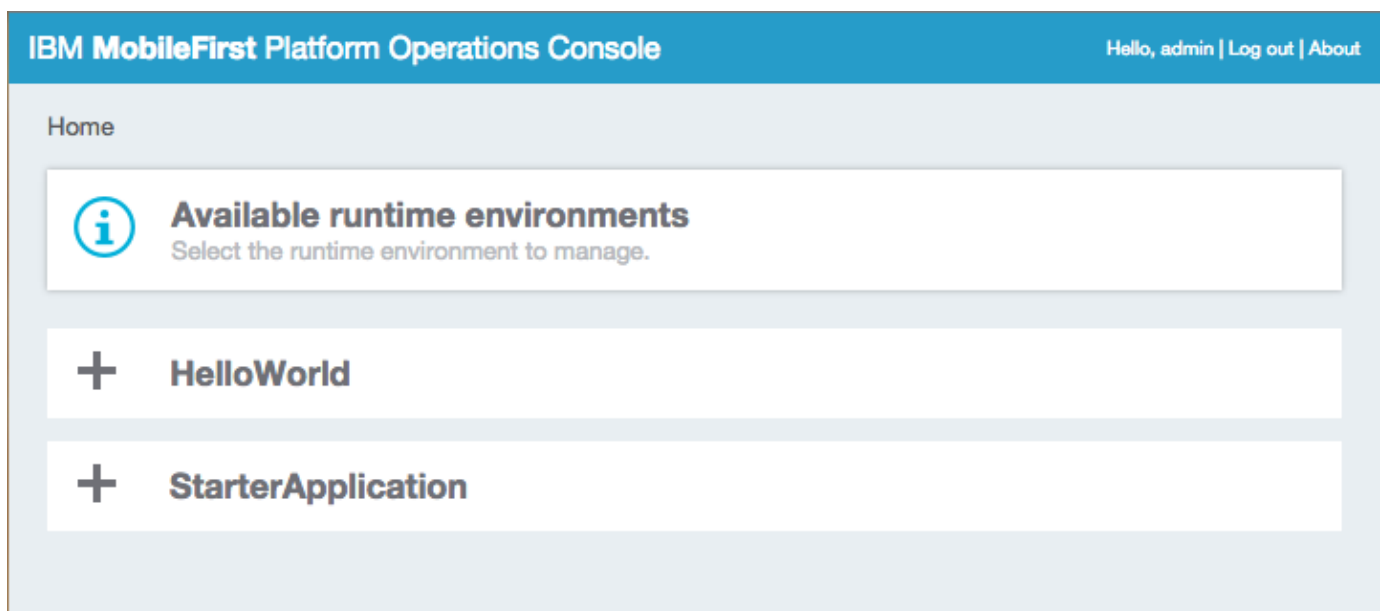 IBM MobileFirst Platform Operations Console
Hello, admin | Log out | About
Home
Available runtime environments
Select the runtime environment to manage.
HelloWorld
StarterApplication